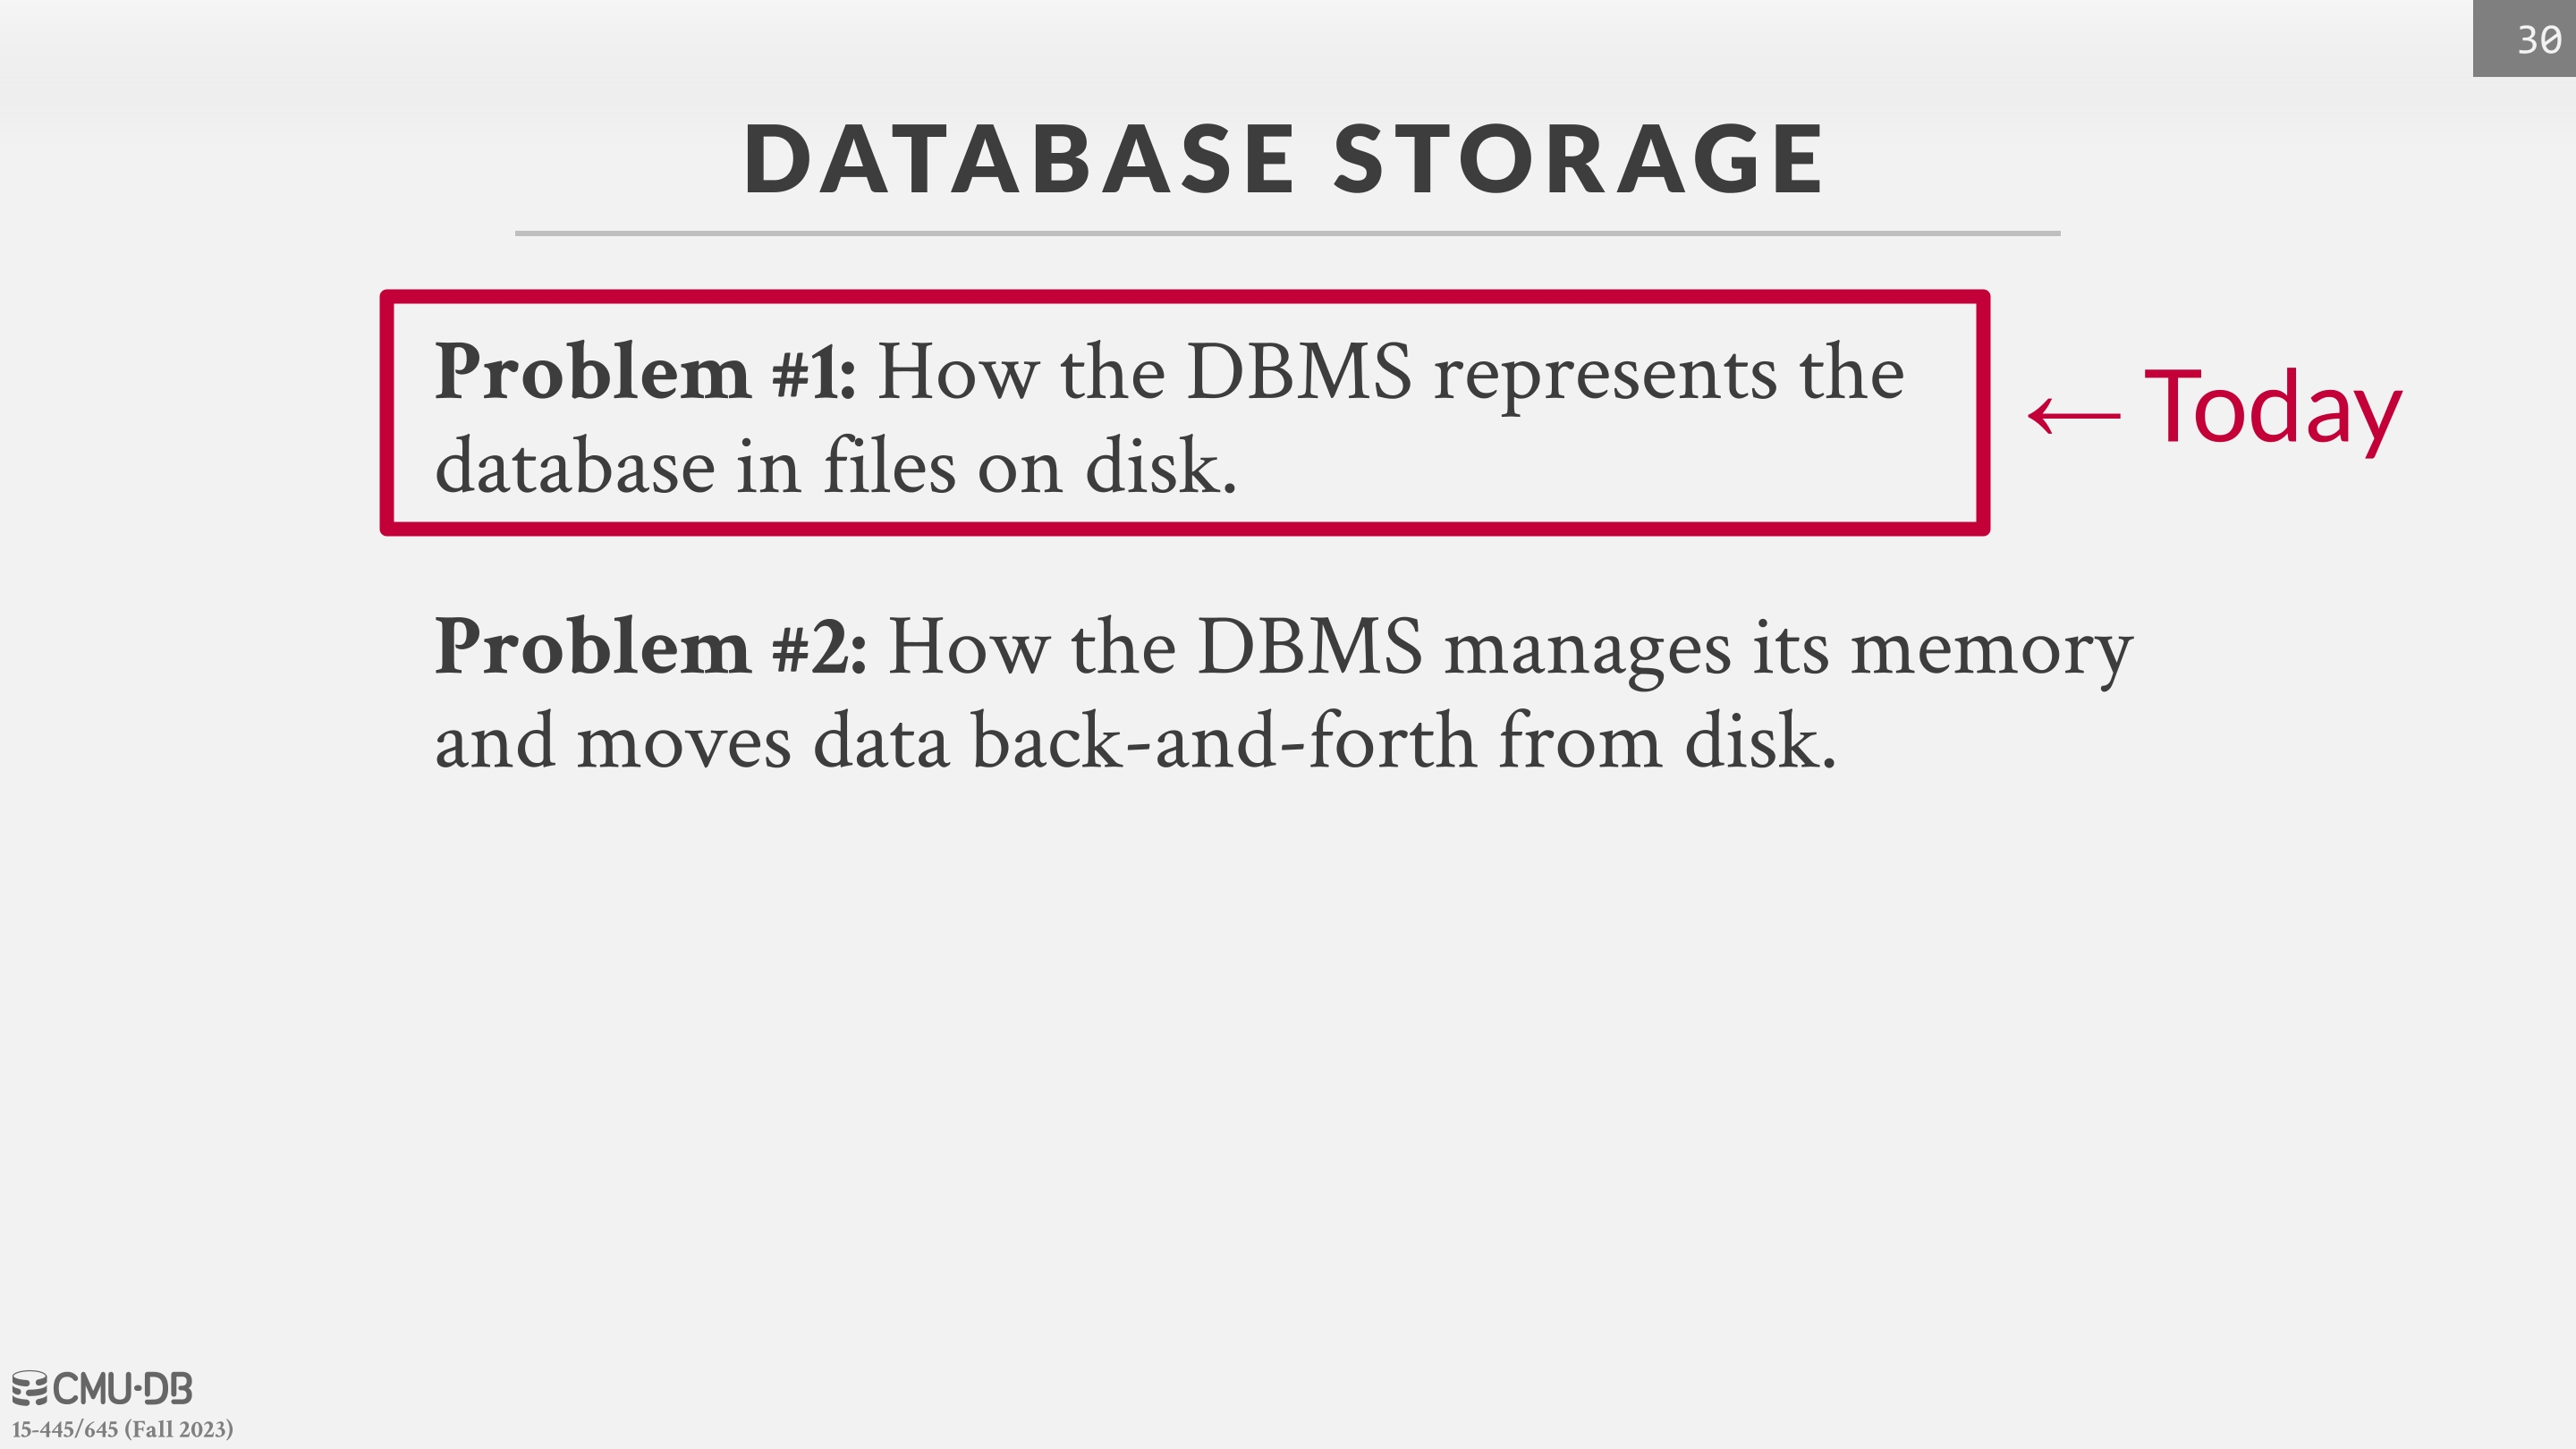 30
DATABASE STORAGE
Problem #1: How the DBMS represents the
database in files on disk.
← Today
Problem #2: How the DBMS manages its memory
and moves data back-and-forth from disk.
CMU·DB
15-445/645 (Fall 2023)